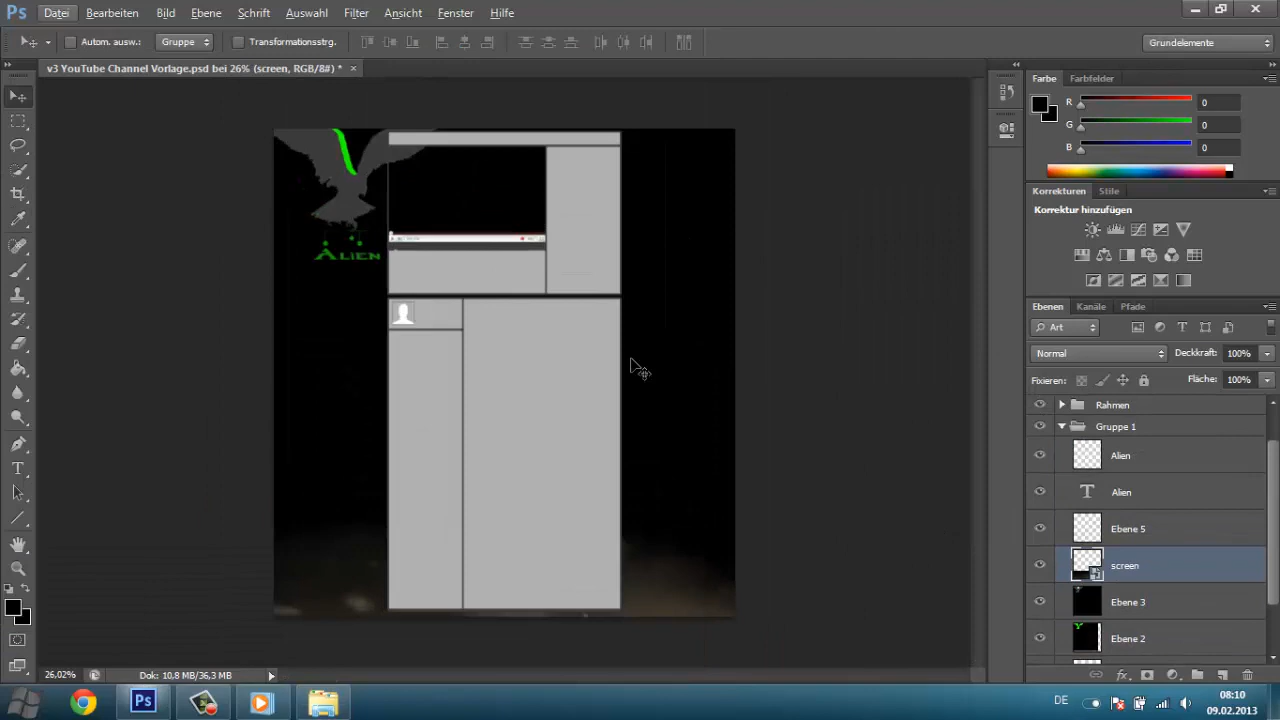 Ps Datei Bearbeiten Bild Ebene Schrift Auswahl Filter Ansicht Fenster Hilfe
Autom. ausw.: Gruppe Transformationsstrg. Grundelemente
v3 YouTube Channel Vorlage.psd bei 26% (screen, RGB/8#) * ×
Farbe Farbfelder
R 0
G 0
B 0
Korrekturen Stile
Korrektur hinzufügen
ALIEN
Ebenen Kanäle Pfade
Art
Normal Deckkraft: 100%
Fixieren: Fläche: 100%
Rahmen
Gruppe 1
Alien
T Alien
Ebene 5
screen
Ebene 3
Ebene 2
26.02% Dok: 10,8 MB/36,3 MB
Ps DE 08:10
09.02.2013